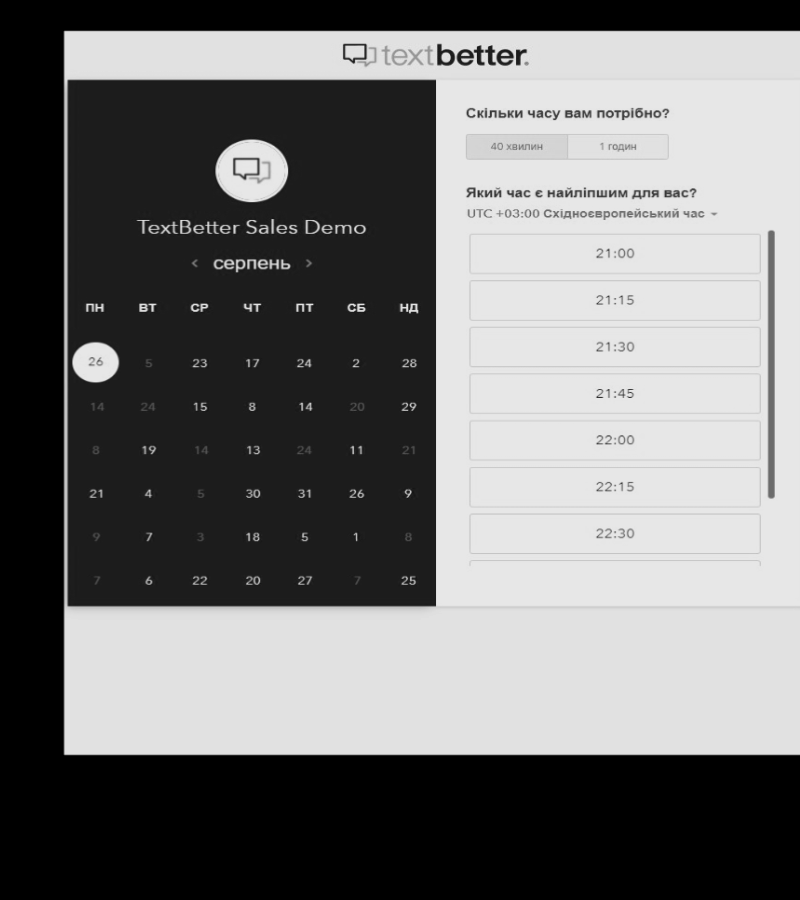 textbetter.
TextBetter Sales Demo
< серпень >
ПН ВТ СР ЧТ ПТ СБ НД
26 5 23 17 24 2 28
14 24 15 8 14 20 29
8 19 14 13 24 11 21
21 4 5 30 31 26 9
9 7 3 18 5 1 8
7 6 22 20 27 7 25
Скільки часу вам потрібно?
40 хвилин 1 годин
Який час є найліпшим для вас?
UTC +03:00 Східноєвропейський час
21:00
21:15
21:30
21:45
22:00
22:15
22:30